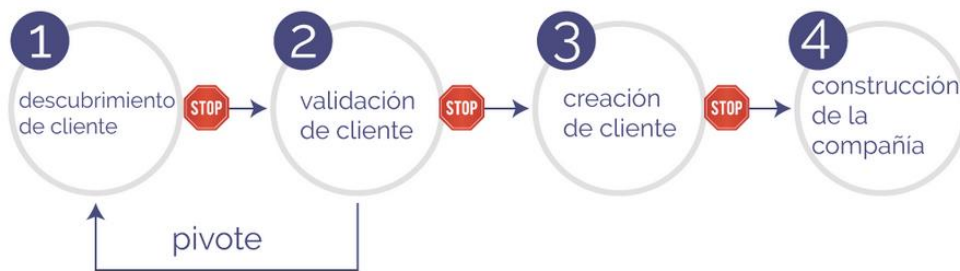 1
descubrimiento
de cliente
STOP
2
validación
de cliente
STOP
3
creación
de cliente
STOP
4
construcción
de la
compañía
pivote